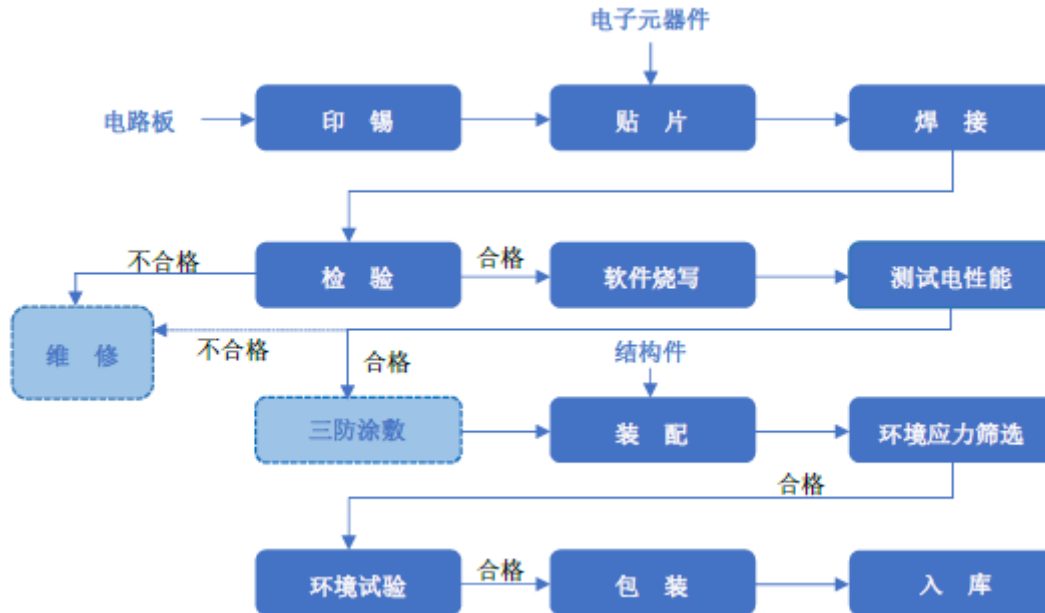 电子元器件
电路板
印 锡
贴 片
焊 接
不合格
检 验
合格
软件烧写
测试电性能
维 修
不合格
合格
结构件
三防涂敷
装 配
环境应力筛选
合格
环境试验
合格
包 装
入 库